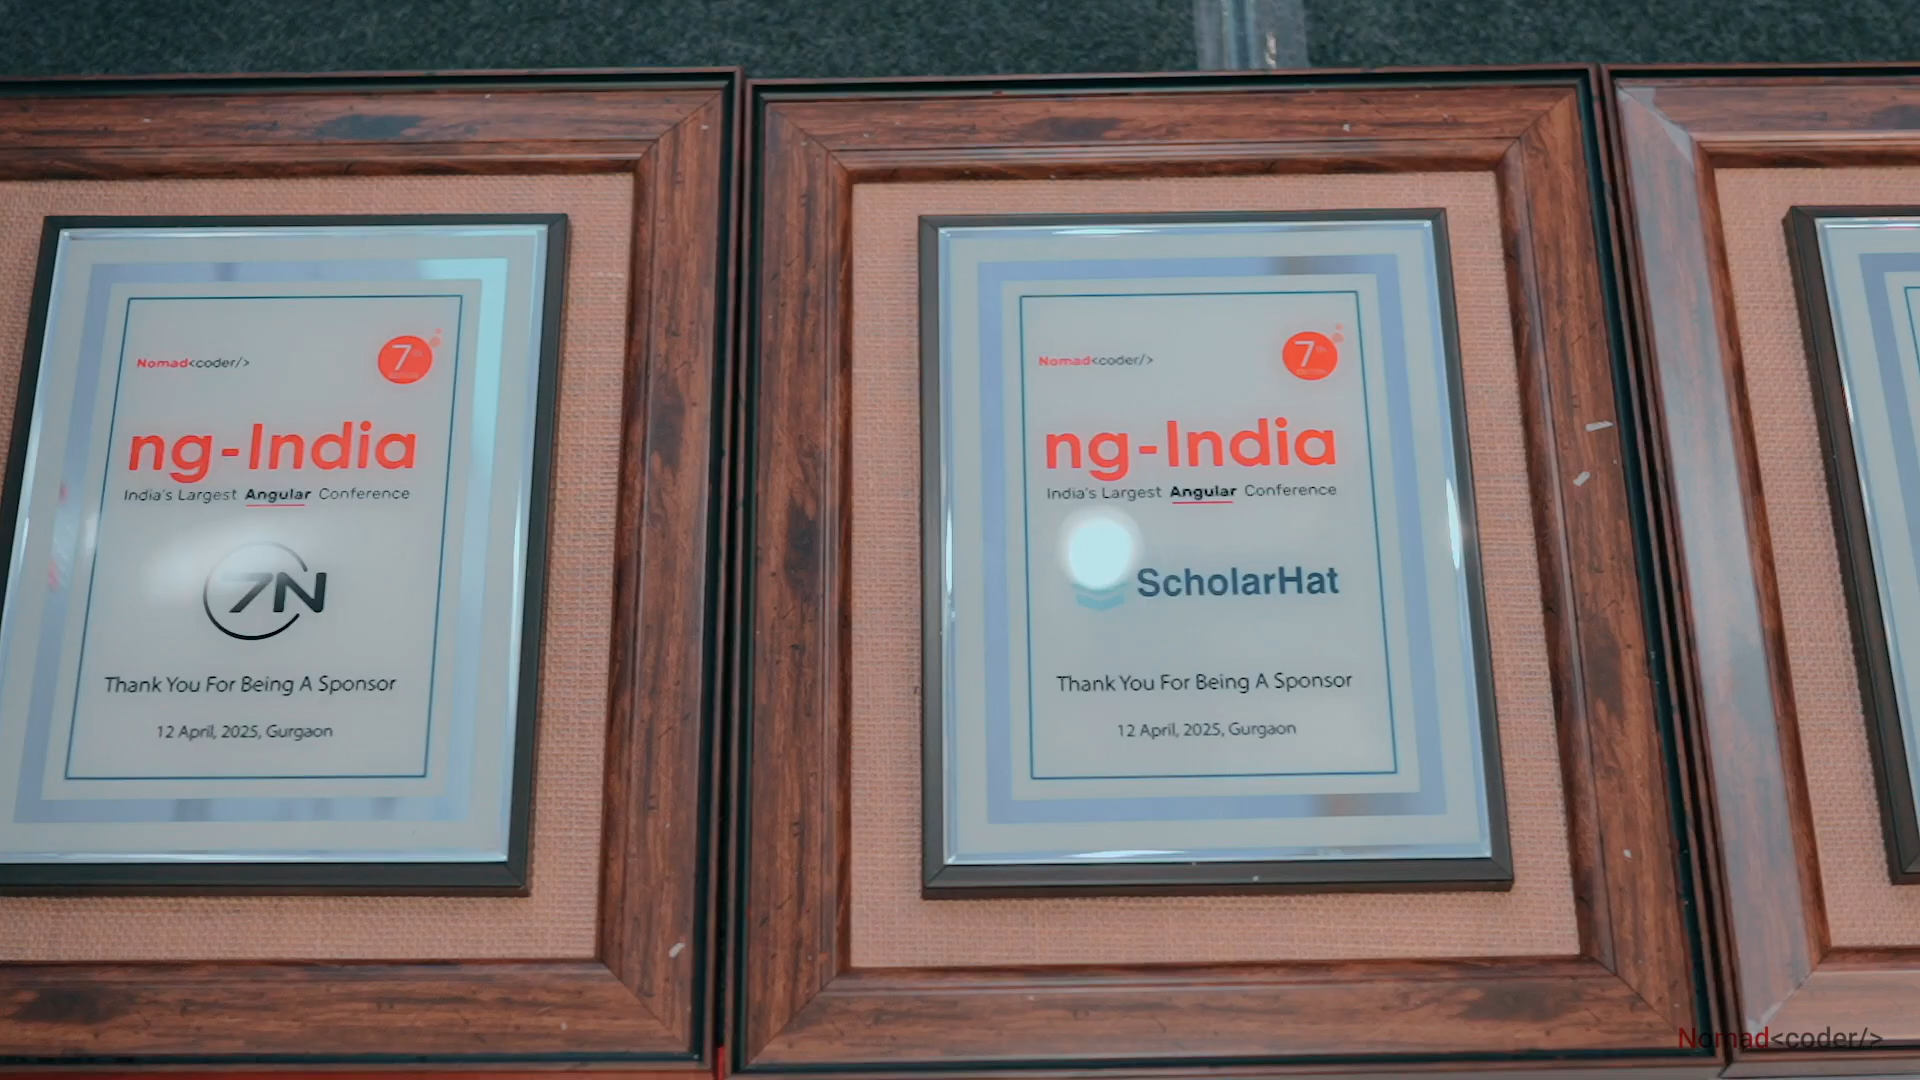 Nomad<coder/>
7th
ng-India
India's Largest Angular Conference
7N
Thank You For Being A Sponsor
12 April, 2025, Gurgaon
Nomad<coder/>
7th
ng-India
India's Largest Angular Conference
ScholarHat
Thank You For Being A Sponsor
12 April, 2025, Gurgaon
Nomad<coder/>